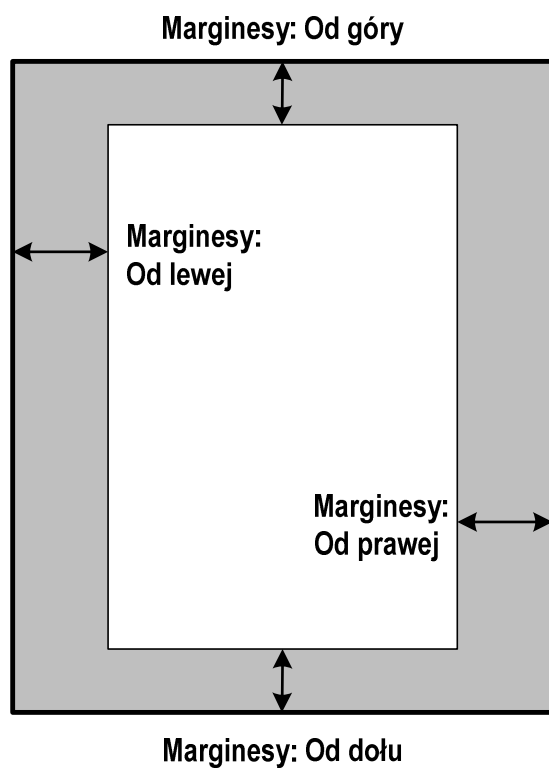 Marginesy: Od góry
Marginesy:
Od lewej
Marginesy:
Od prawej
Marginesy: Od dołu